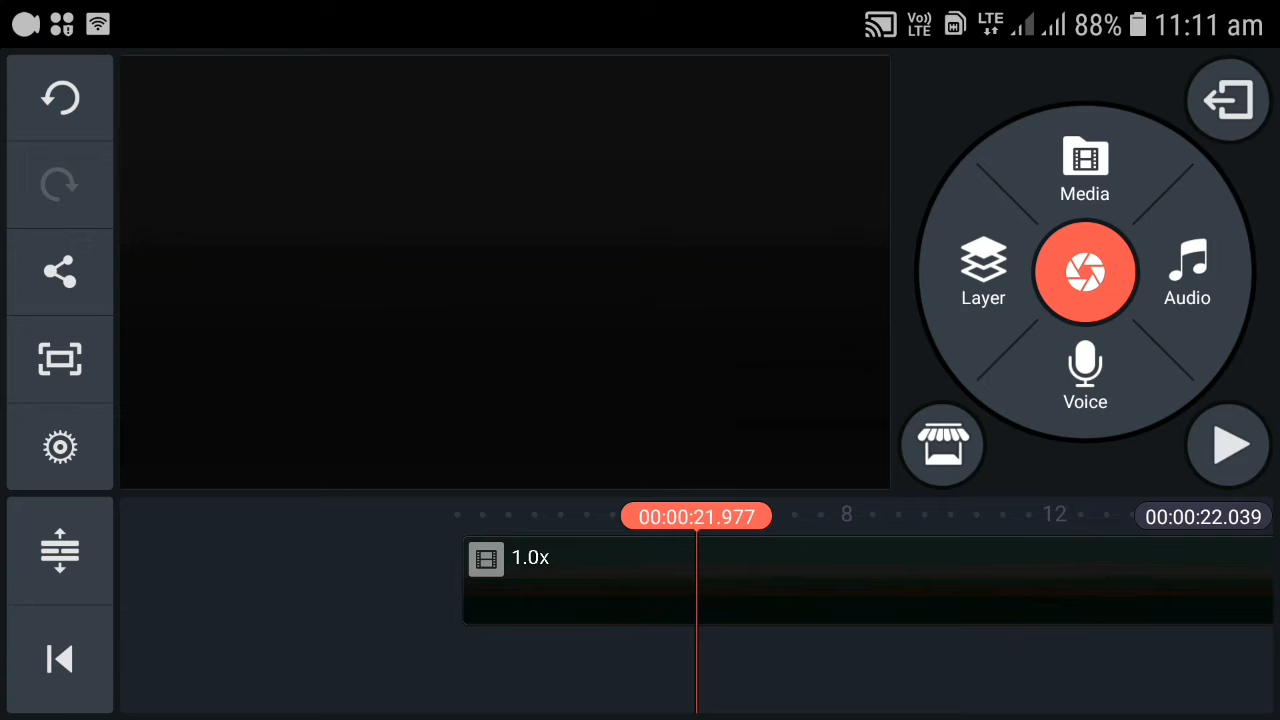 Vo)) LTE LTE 88% 11:11 am
Media
Layer
Audio
Voice
00:00:21.977 8 12 00:00:22.039
1.0x